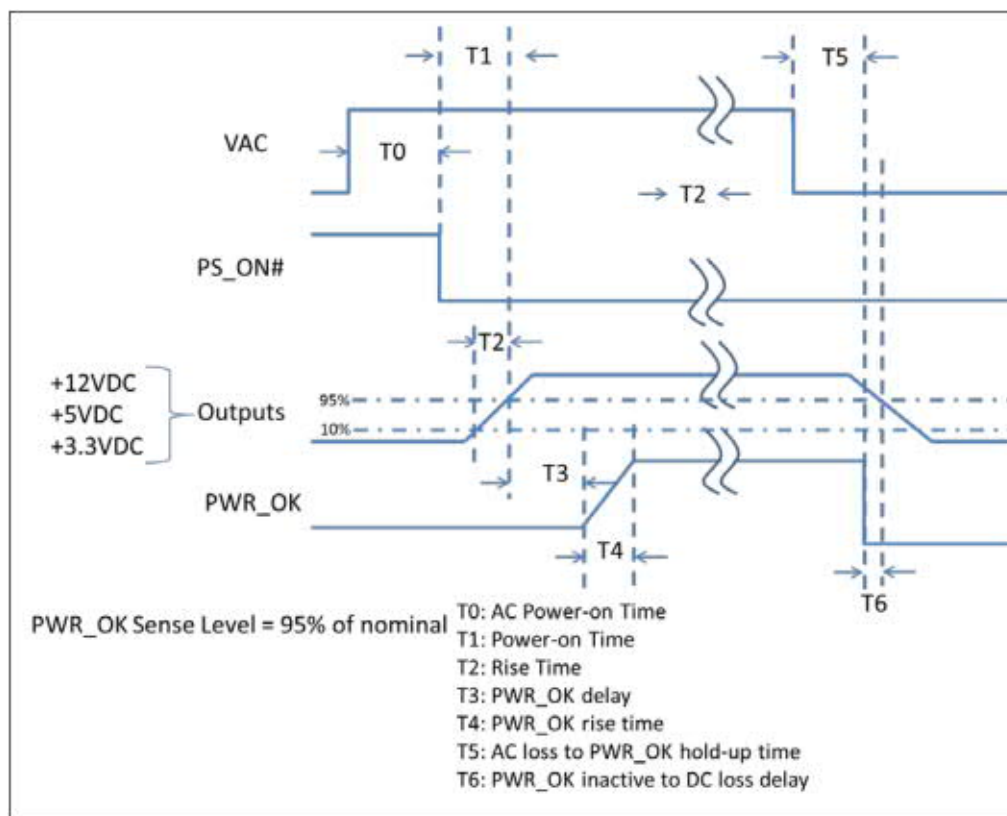 T1
T5
VAC
T0
T2
PS_ON#
T2
+12VDC
+5VDC
+3.3VDC
Outputs
95%
10%
T3
PWR_OK
T4
T6
PWR_OK Sense Level = 95% of nominal
T0: AC Power-on Time
T1: Power-on Time
T2: Rise Time
T3: PWR_OK delay
T4: PWR_OK rise time
T5: AC loss to PWR_OK hold-up time
T6: PWR_OK inactive to DC loss delay